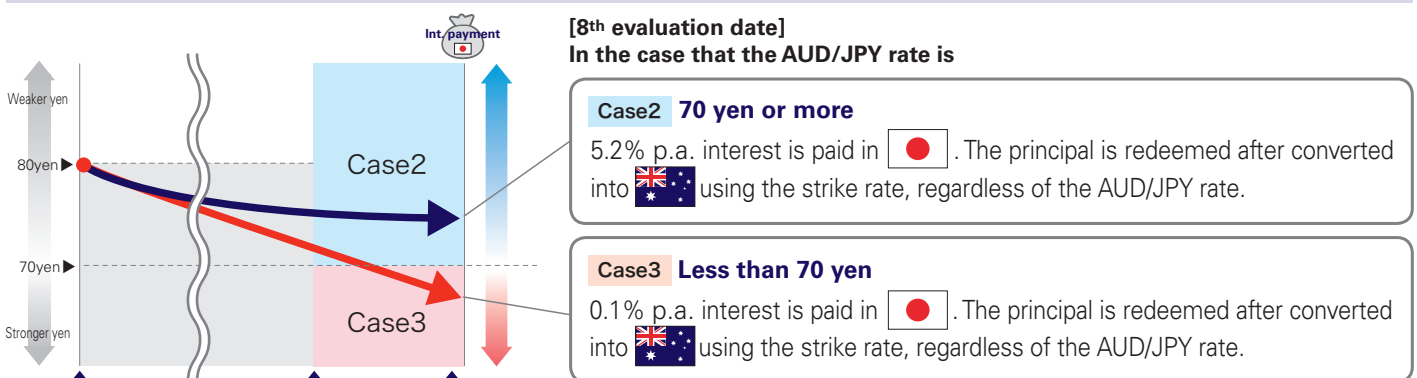 Int. payment
Weaker yen
80yen
70yen
Stronger yen
Case2
Case3
[8th evaluation date]
In the case that the AUD/JPY rate is
Case2 70 yen or more
5.2% p.a. interest is paid in . The principal is redeemed after converted
into using the strike rate, regardless of the AUD/JPY rate.
Case3 Less than 70 yen
0.1% p.a. interest is paid in . The principal is redeemed after converted
into using the strike rate, regardless of the AUD/JPY rate.